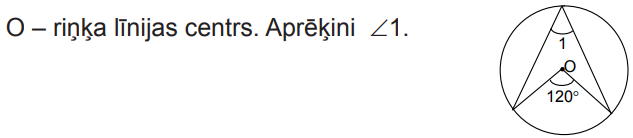 O – riņķa līnijas centrs. Aprēķini ∠1.
1
O
120°